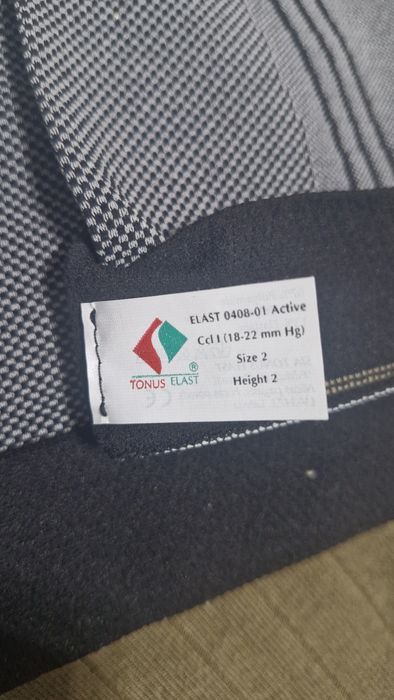 ELAST 0408-01 Active
Ccl I (18-22 mm Hg)
Size 2
Height 2
®
TONUS ELAST